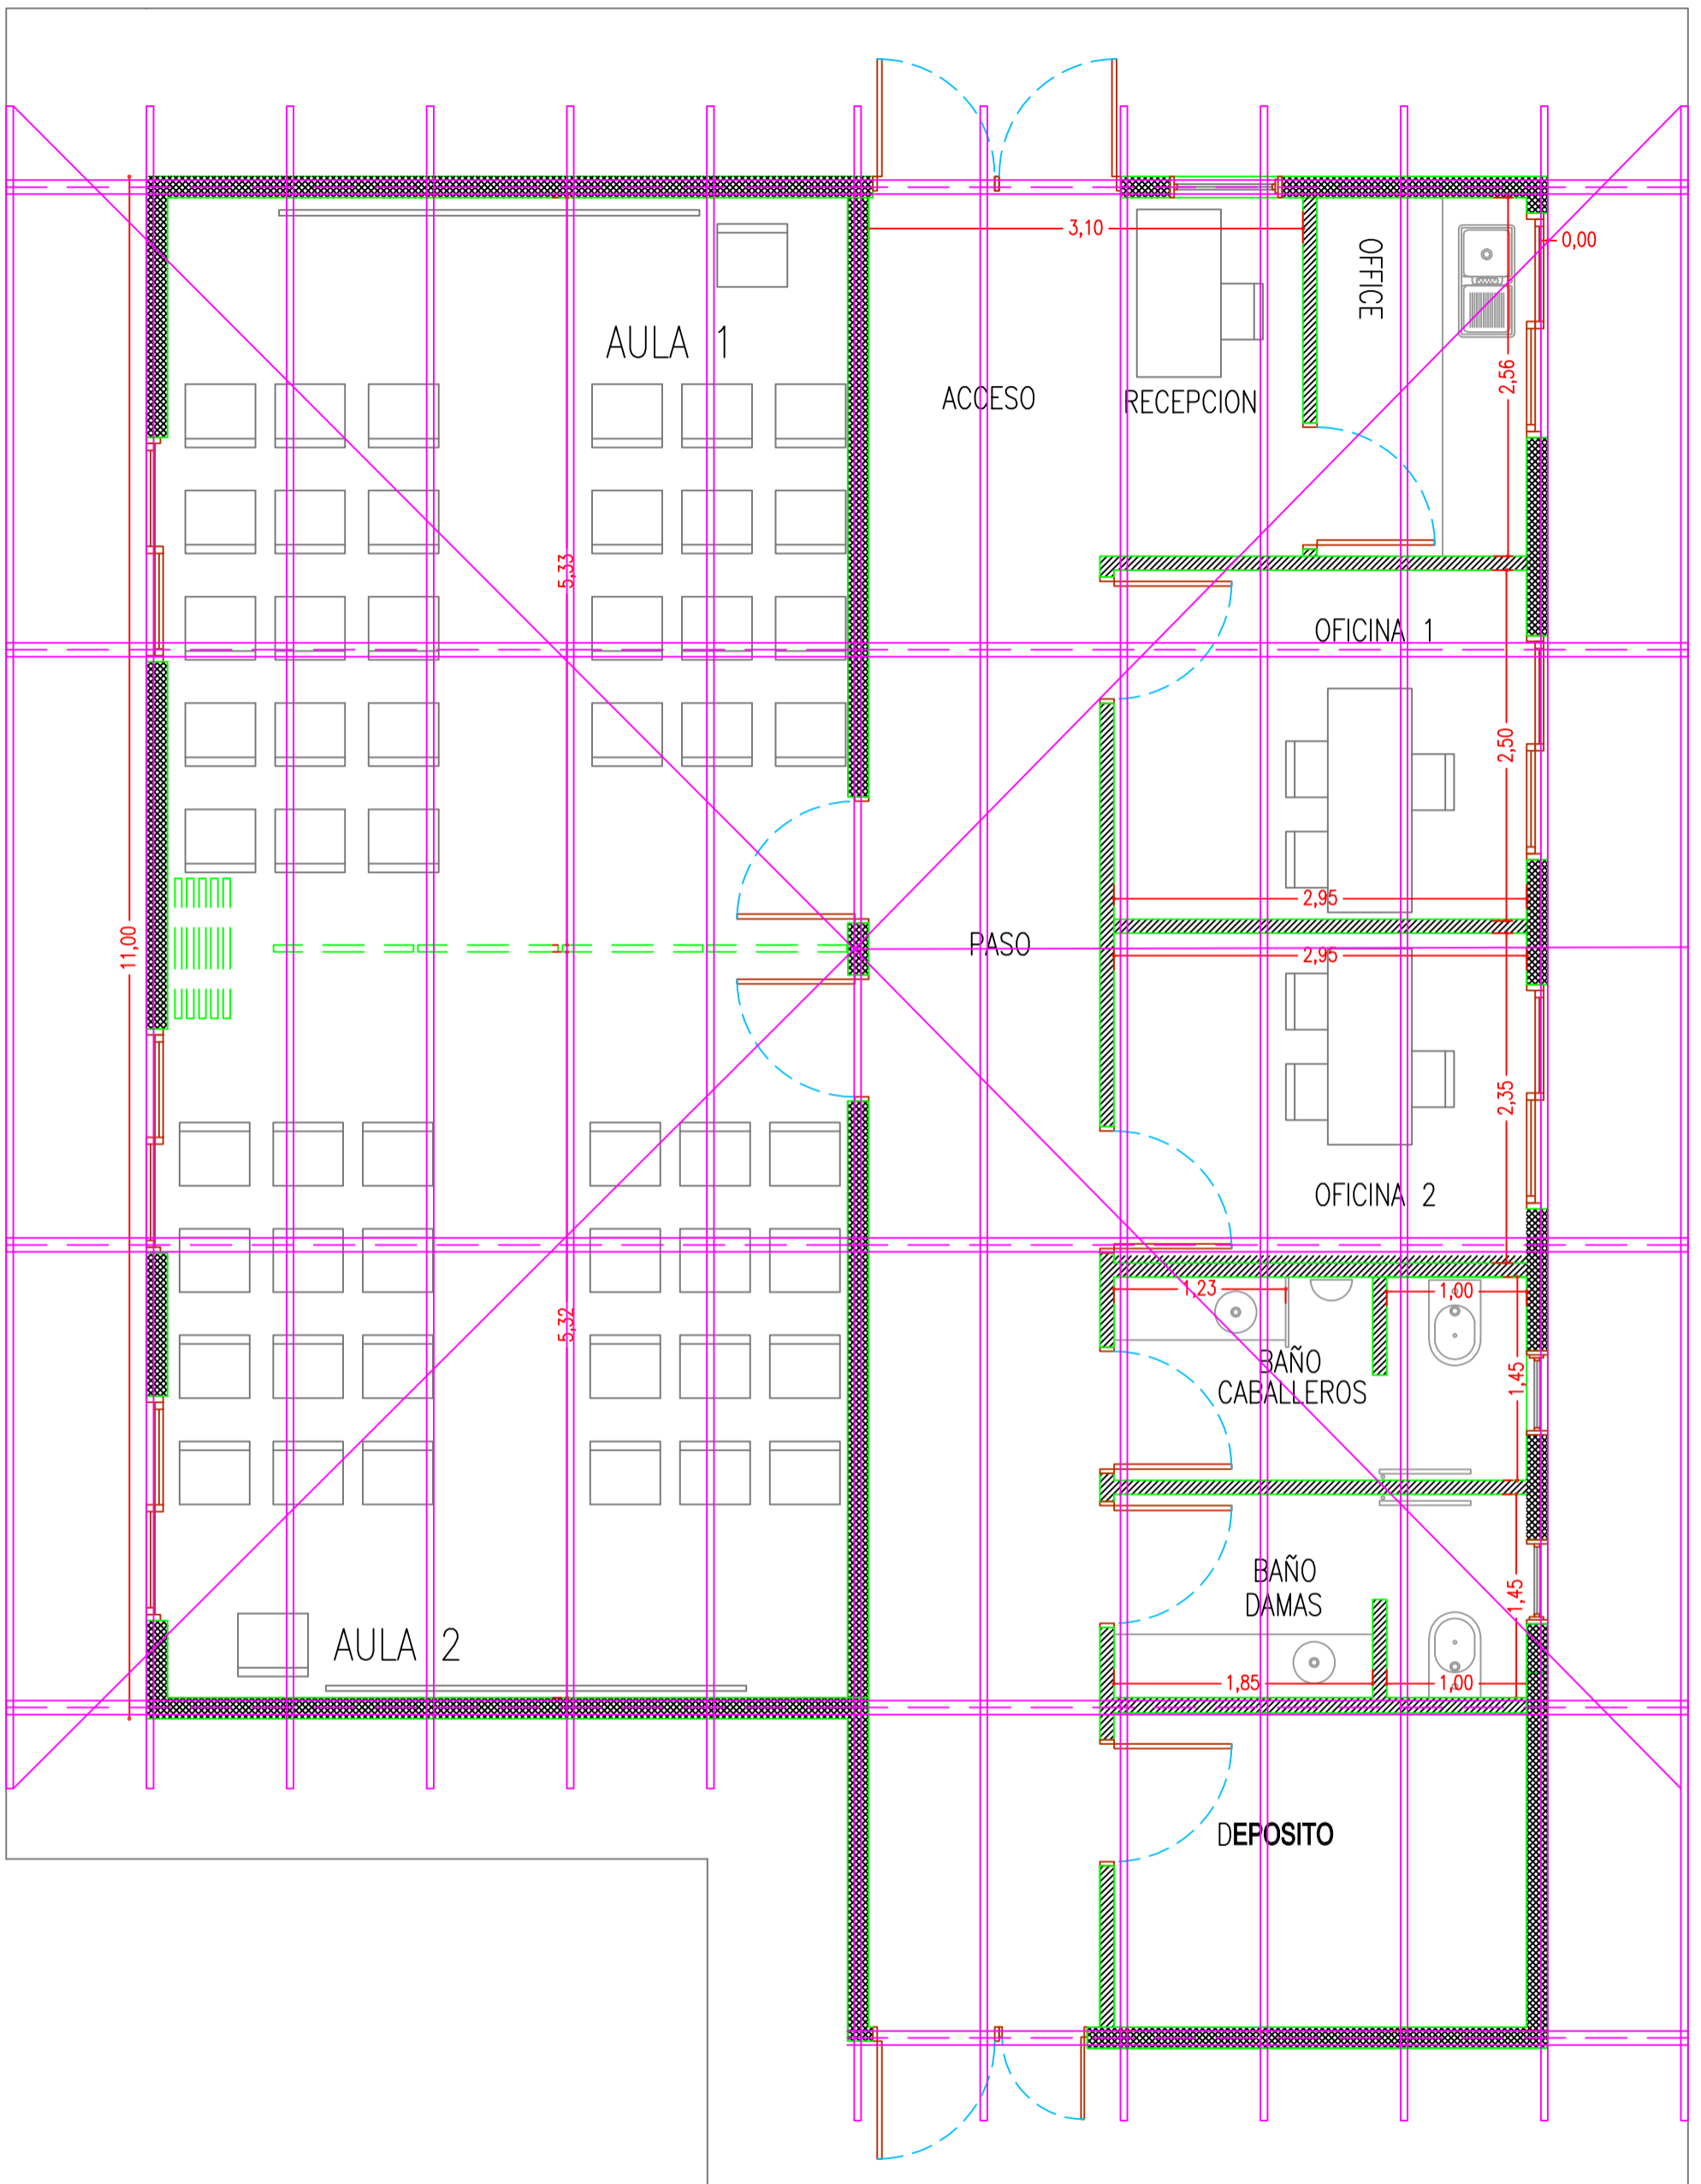 3,10
0,00
OFFICE
AULA 1
2,56
ACCESO
RECEPCION
5,33
OFICINA 1
2,50
2,95
11,00
PASO
2,95
2,35
OFICINA 2
1,23
1,00
5,32
BAÑO
CABALLEROS
1,45
BAÑO
DAMAS
1,45
AULA 2
1,85
1,00
DEPOSITO